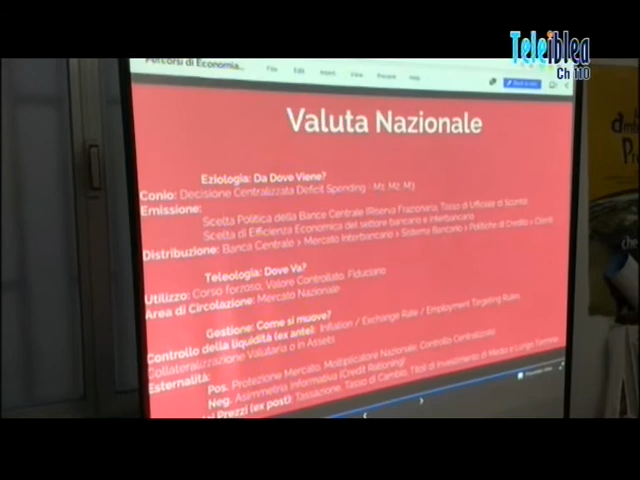 Teleiblea
Ch 110
Percorsi di Economia...
File Edit Insert View Help
Valuta Nazionale
Eziologia: Da Dove Viene?
Conio: Decisione Centralizzata Deficit Spending - M1, M2, M3
Emissione:
Scelta Politica della Bance Centrale (Riserva Frazionaria, Tasso di Ufficiale di Sconto)
Scelta di Efficienza Economica del settore bancario e interbancario
Distribuzione: Banca Centrale > Mercato Interbancario > Sistema Bancario > Politiche di Credito > Clienti
Teleologia: Dove Va?
Utilizzo: Corso forzoso, Valore Controllato, Fiduciario
Area di Circolazione: Mercato Nazionale
Gestione: Come si muove?
Controllo della liquidità (ex ante): Inflation / Exchange Rate / Employment Targeting Rules
Collateralizzazione Valutaria o in Assets
Esternalità:
Pos. Protezione Mercato, Moltiplicatore Nazionale, Controllo Centralizzato
Neg. Asimmetria Informativa (Credit Rationing)
Prezzi (ex post): Tassazione, Tasso di Cambio, Titoli di Investimento di Medio e Lungo Termine